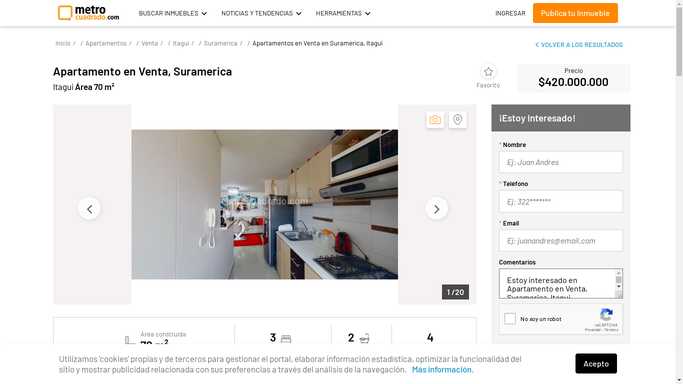 metro
cuadrado.com
BUSCAR INMUEBLES
NOTICIAS Y TENDENCIAS
HERRAMIENTAS
INGRESAR
Publica tu Inmueble
Inicio / / Apartamentos / / Venta / / Itagui / / Suramerica / / Apartamentos en Venta en Suramerica, Itagui
VOLVER A LOS RESULTADOS
Apartamento en Venta, Suramerica
Itagui Área 70 m²
Favorito
Precio
$420.000.000
1 /20
¡Estoy Interesado!
* Nombre
Ej: Juan Andres
* Telefono
Ej: 322*******
* Email
Ej: juanandres@email.com
Comentarios
Estoy interesado en
Apartamento en Venta,
Suramerica, Itagui
No soy un robot
reCAPTCHA
Privacidad - Términos
Área construida
70 m²
3
2
4
Utilizamos 'cookies' propias y de terceros para gestionar el portal, elaborar información estadística, optimizar la funcionalidad del
sitio y mostrar publicidad relacionada con sus preferencias a través del análisis de la navegación. Más información.
Acepto